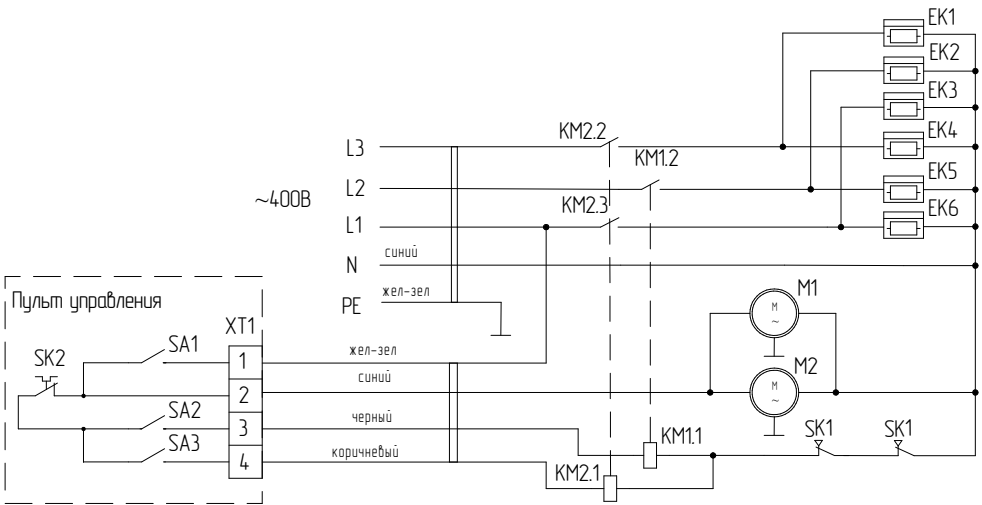 EK1
EK2
EK3
KM2.2
EK4
L3
KM1.2
EK5
L2
~400В
KM2.3
EK6
L1
синий
N
жел-зел
PE
M1
М
~
Пульт управления
XT1
SA1
1
жел-зел
SK2
M2
М
~
2
синий
SA2
3
черный
KM1.1
SK1
SK1
SA3
4
коричневый
KM2.1